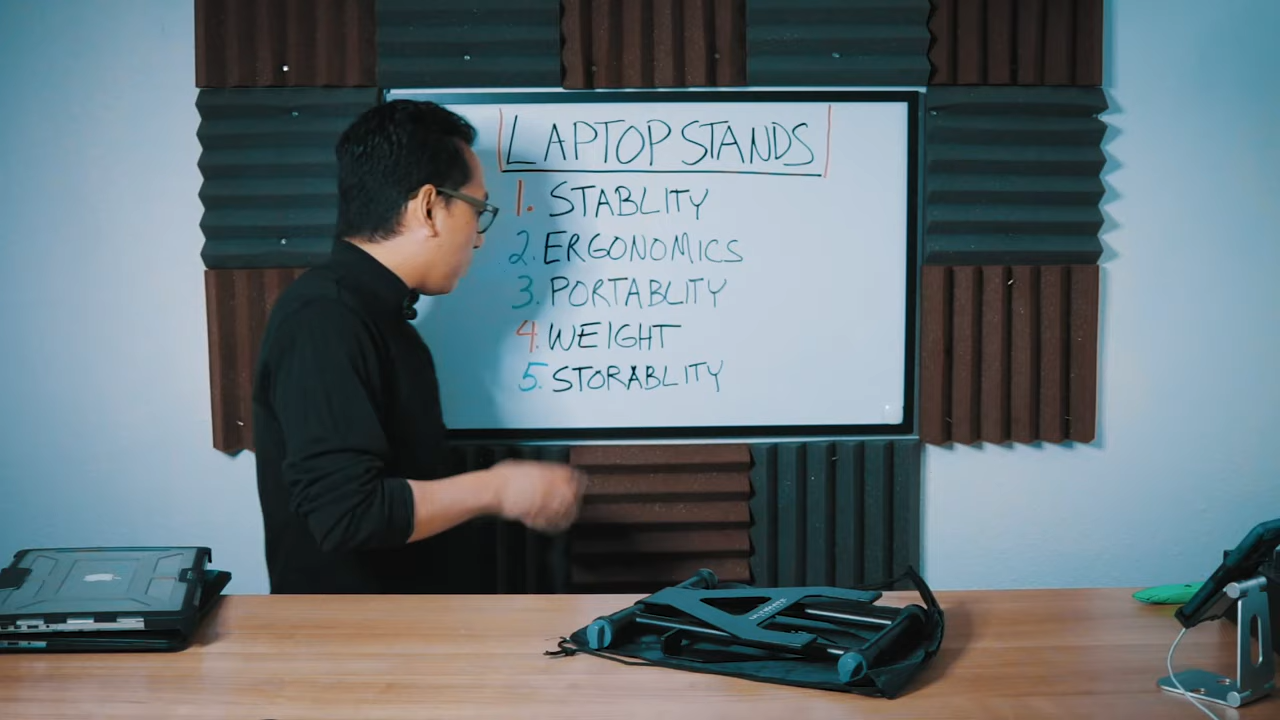 LAPTOP STANDS
1. STABLITY
2. ERGONOMICS
3. PORTABLITY
4. WEIGHT
5. STORABLITY